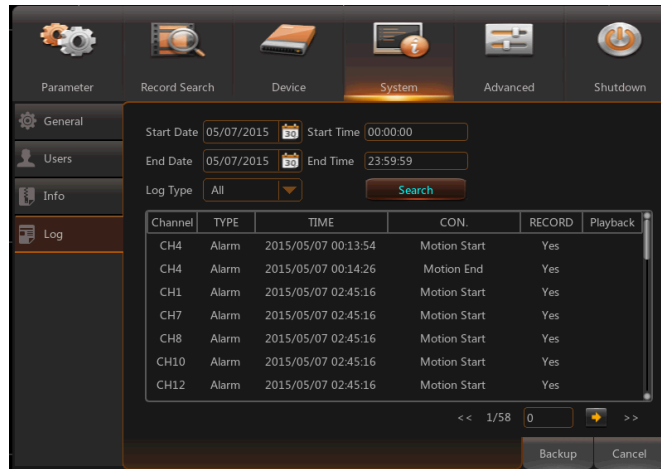 Parameter Record Search Device System Advanced Shutdown
General
Users
Info
Log
Start Date 05/07/2015 30 Start Time 00:00:00
End Date 05/07/2015 30 End Time 23:59:59
Log Type All Search
Channel TYPE TIME CON. RECORD Playback
CH4 Alarm 2015/05/07 00:13:54 Motion Start Yes
CH4 Alarm 2015/05/07 00:14:26 Motion End Yes
CH1 Alarm 2015/05/07 02:45:16 Motion Start Yes
CH7 Alarm 2015/05/07 02:45:16 Motion Start Yes
CH8 Alarm 2015/05/07 02:45:16 Motion Start Yes
CH10 Alarm 2015/05/07 02:45:16 Motion Start Yes
CH12 Alarm 2015/05/07 02:45:16 Motion Start Yes
<< 1/58 0 >>
Backup Cancel